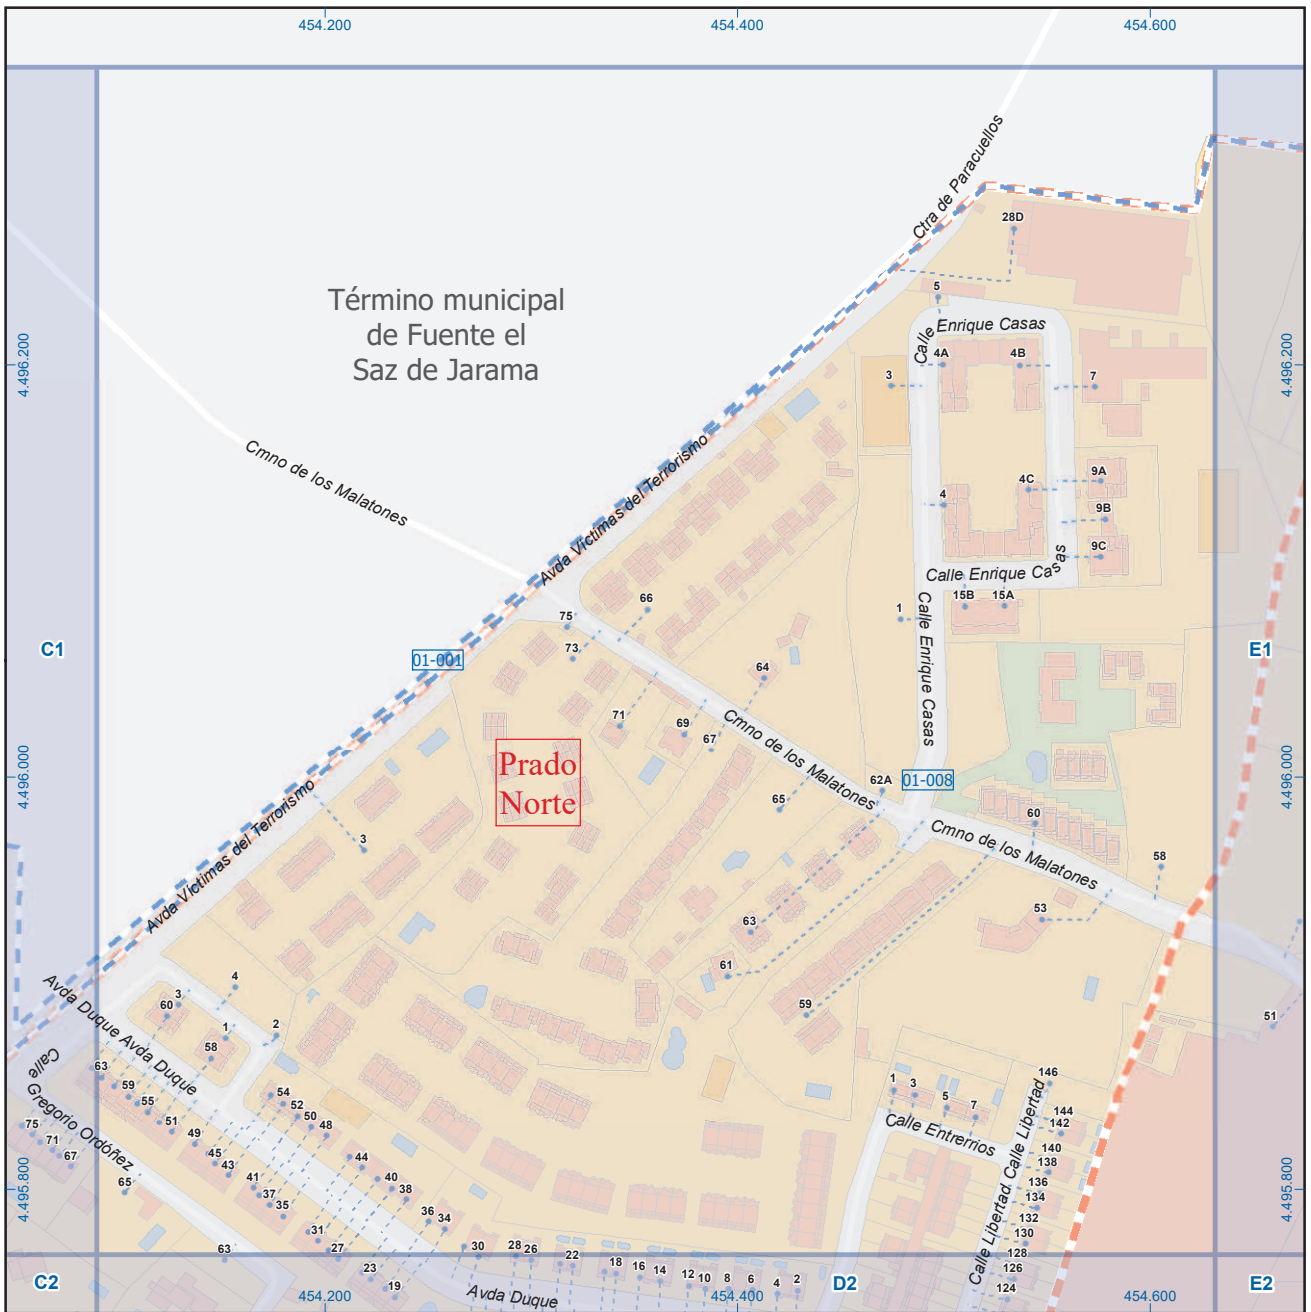 454.200
454.400
454.600
Ctra de Paracuellos
28D
Término municipal
de Fuente el
Saz de Jarama
5
Calle Enrique Casas
4.496.200
4A
4B
3
7
4.496.200
Cmno de los Malatones
Avda Víctimas del Terrorismo
9A
4C
4
9B
9C
Calle Enrique Casas
15B
15A
66
75
1
Calle Enrique Casas
C1
01-001
73
64
E1
71
69
67
Cmno de los Malatones
Prado
Norte
4.496.000
62A
01-008
65
60
4.496.000
Cmno de los Malatones
3
58
Avda Víctimas del Terrorismo
63
53
61
59
51
4
3
60
Avda Duque
Avda Duque
1
2
58
Calle
Gregorio Ordóñez
63
59
55
51
49
45
43
41
37
35
31
27
23
19
54
52
50
48
44
40
38
36
34
30
28
26
22
18
16
14
12
10
8
6
4
2
75
71
67
65
63
1
3
5
7
Calle Entrerríos
Calle Libertad
Calle Libertad
146
144
142
140
138
136
134
132
130
128
126
124
4.495.800
4.495.800
C2
Avda Duque
D2
E2
454.200
454.400
454.600